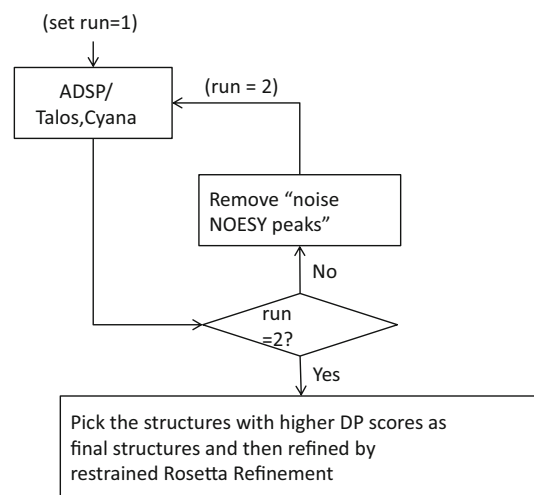 (set run=1)
ADSP/
Talos,Cyana
(run = 2)
Remove “noise
NOESY peaks”
No
run
=2?
Yes
Pick the structures with higher DP scores as
final structures and then refined by
restrained Rosetta Refinement